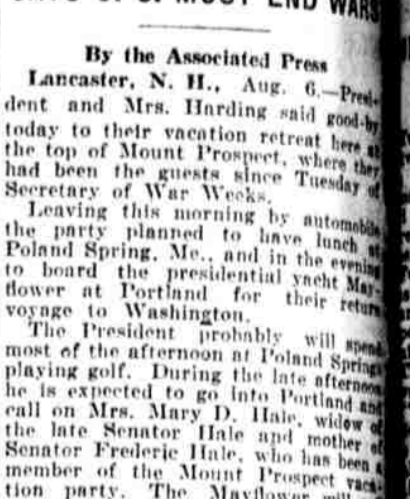 MUST END WARS
By the Associated Press
Lancaster, N. H., Aug. 6.—Presi-
dent and Mrs. Harding said good-by
today to their vacation retreat here at
the top of Mount Prospect, where they
had been the guests since Tuesday of
Secretary of War Weeks.
Leaving this morning by automobile
the party planned to have lunch at
Poland Spring, Me., and in the evening
to board the presidential yacht May-
flower at Portland for their return
voyage to Washington.
The President probably will spend
most of the afternoon at Poland Springs
playing golf. During the late afternoon
he is expected to go into Portland and
call on Mrs. Mary D. Hale, widow of
the late Senator Hale and mother of
Senator Frederic Hale, who has been a
member of the Mount Prospect vaca-
tion party. The Mayflower